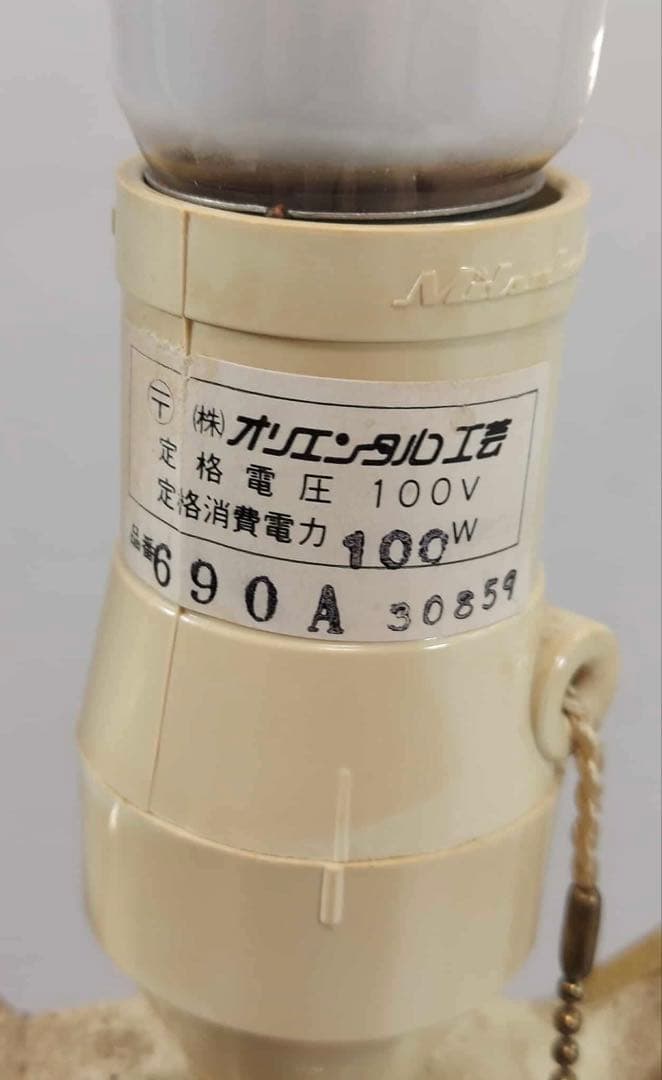 〒 (株)オリエンタル工芸
定格電圧 100V
定格消費電力 100W
品番690A 30859